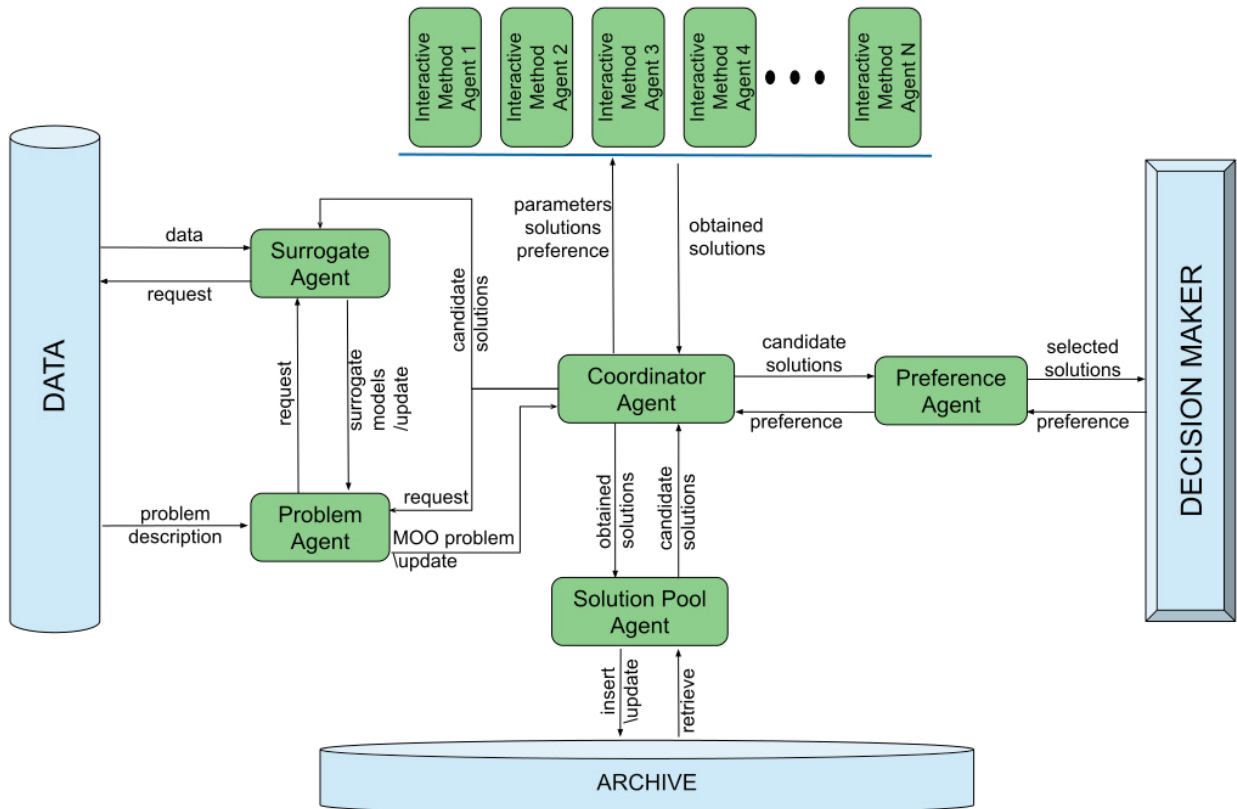 Interactive
Method
Agent 1
Interactive
Method
Agent 2
Interactive
Method
Agent 3
Interactive
Method
Agent 4
Interactive
Method
Agent N
parameters
solutions
preference
obtained
solutions
data
Surrogate
Agent
request
candidate
solutions
DATA
request
surrogate
models
/update
Coordinator
Agent
candidate
solutions
preference
Preference
Agent
selected
solutions
preference
DECISION MAKER
problem
description
Problem
Agent
request
MOO problem
\update
obtained
solutions
candidate
solutions
Solution Pool
Agent
insert
\update
retrieve
ARCHIVE